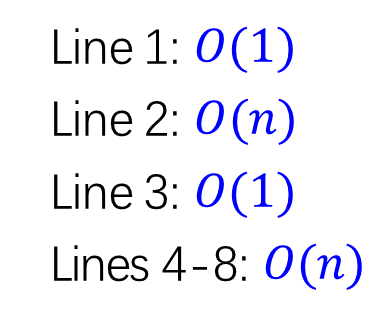 Line 1: O(1)
Line 2: O(n)
Line 3: O(1)
Lines 4-8: O(n)